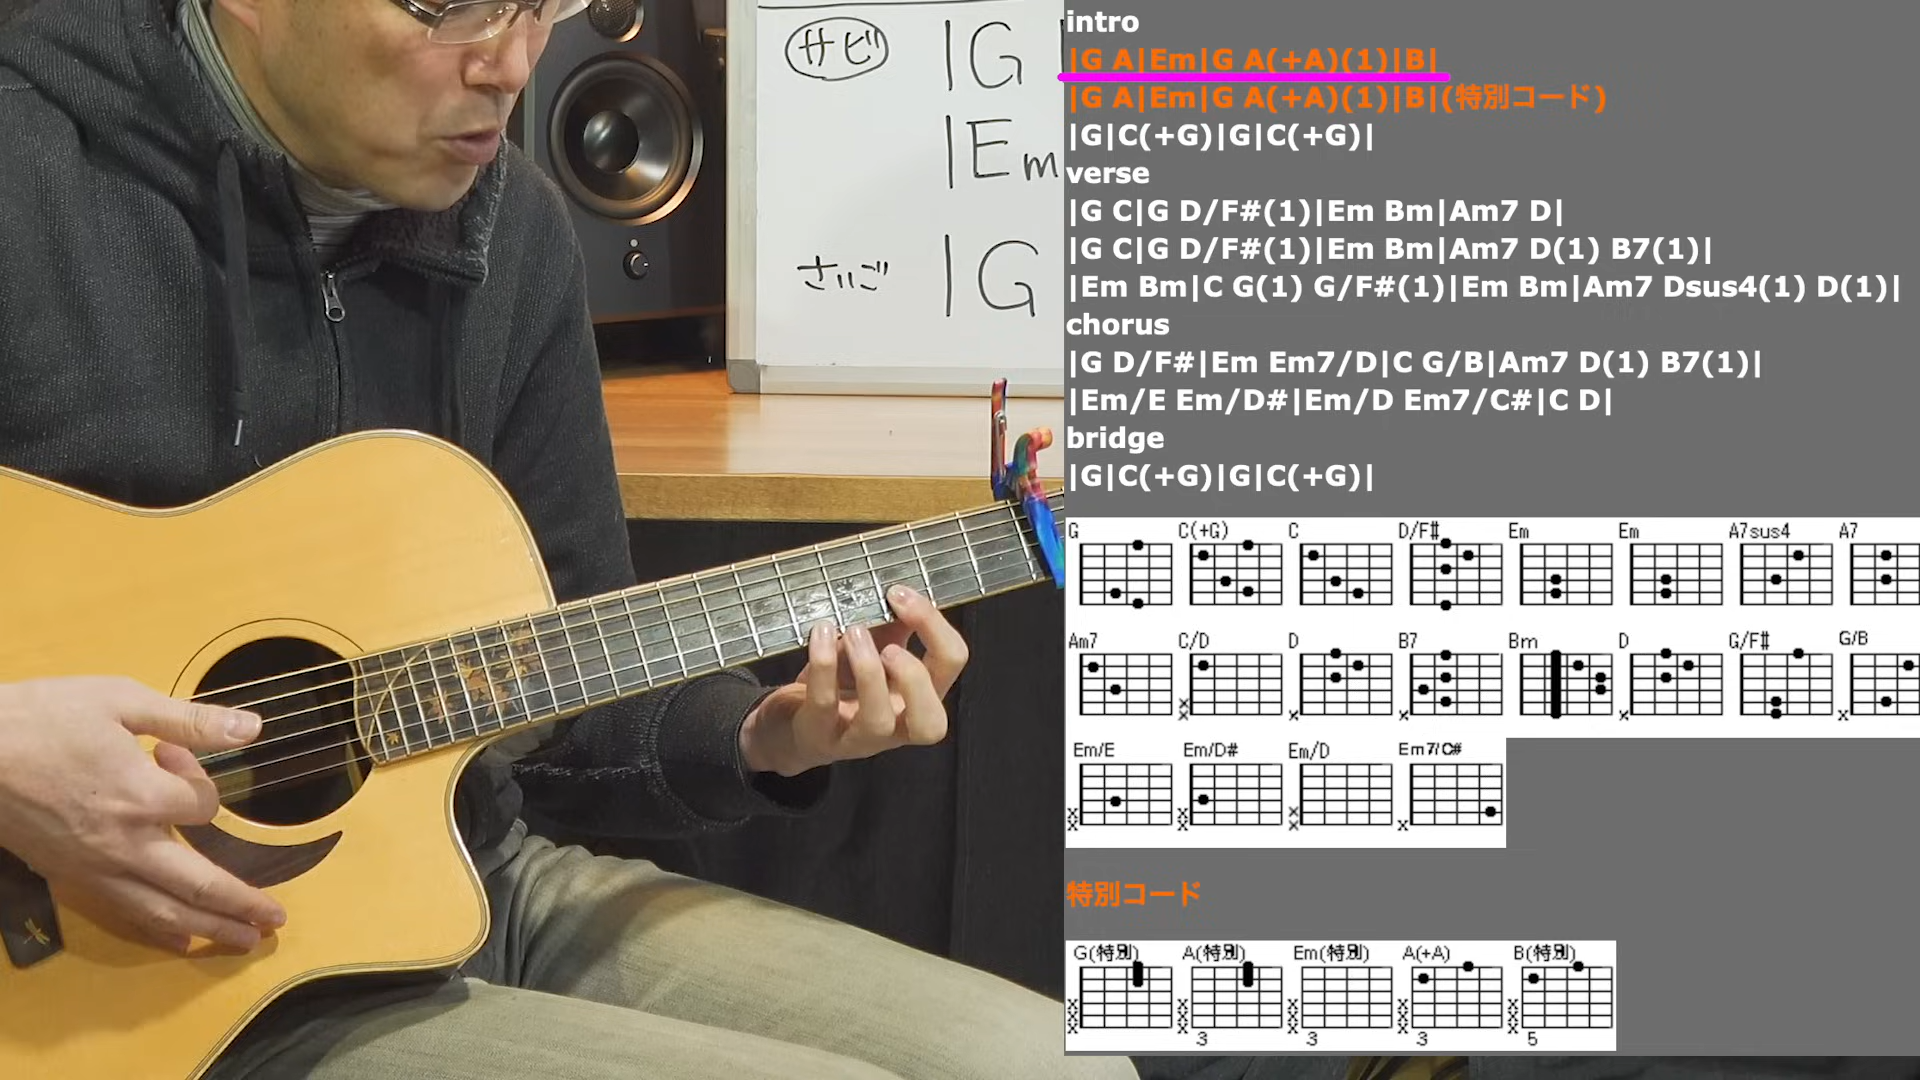 サビ |G
|Em
さいご |G
intro
|G A|Em|G A(+A)(1)|B|
|G A|Em|G A(+A)(1)|B|(特別コード)
|G|C(+G)|G|C(+G)|
verse
|G C|G D/F#(1)|Em Bm|Am7 D|
|G C|G D/F#(1)|Em Bm|Am7 D(1) B7(1)|
|Em Bm|C G(1) G/F#(1)|Em Bm|Am7 Dsus4(1) D(1)|
chorus
|G D/F#|Em Em7/D|C G/B|Am7 D(1) B7(1)|
|Em/E Em/D#|Em/D Em7/C#|C D|
bridge
|G|C(+G)|G|C(+G)|
G C(+G) C D/F# Em Em A7sus4 A7
Am7 C/D D B7 Bm D G/F# G/B
x x x x x x
x x
Em/E Em/D# Em/D Em7/C#
x x x
x x x x
特別コード
G(特別) A(特別) Em(特別) A(+A) B(特別)
x x x x x
x x x x x
x x x x x
3 3 3 5